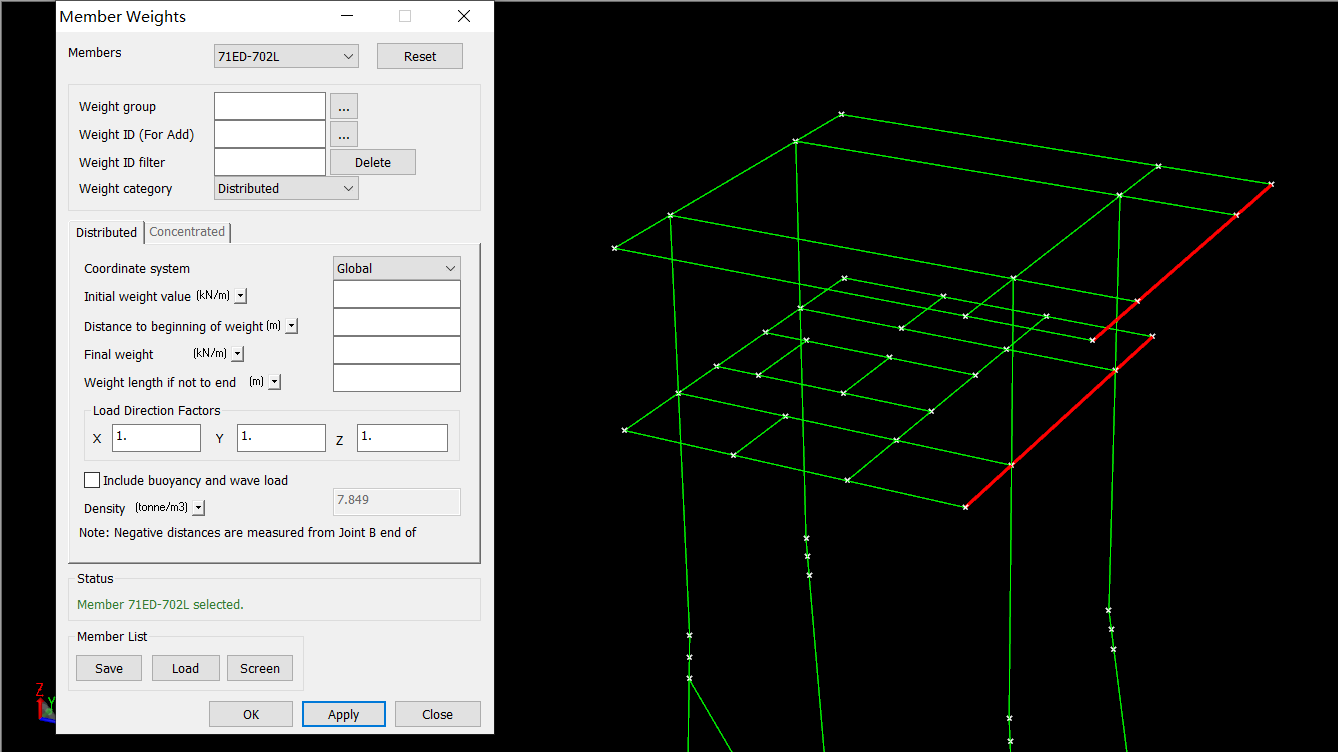 Member Weights
Members 71ED-702L Reset
Weight group ...
Weight ID (For Add) ...
Weight ID filter Delete
Weight category Distributed
Distributed Concentrated
Coordinate system Global
Initial weight value (kN/m)
Distance to beginning of weight (m)
Final weight (kN/m)
Weight length if not to end (m)
Load Direction Factors
X 1. Y 1. Z 1.
Include buoyancy and wave load
Density (tonne/m3) 7.849
Note: Negative distances are measured from Joint B end of
Status
Member 71ED-702L selected.
Member List
Save Load Screen
OK Apply Close
Z
Y